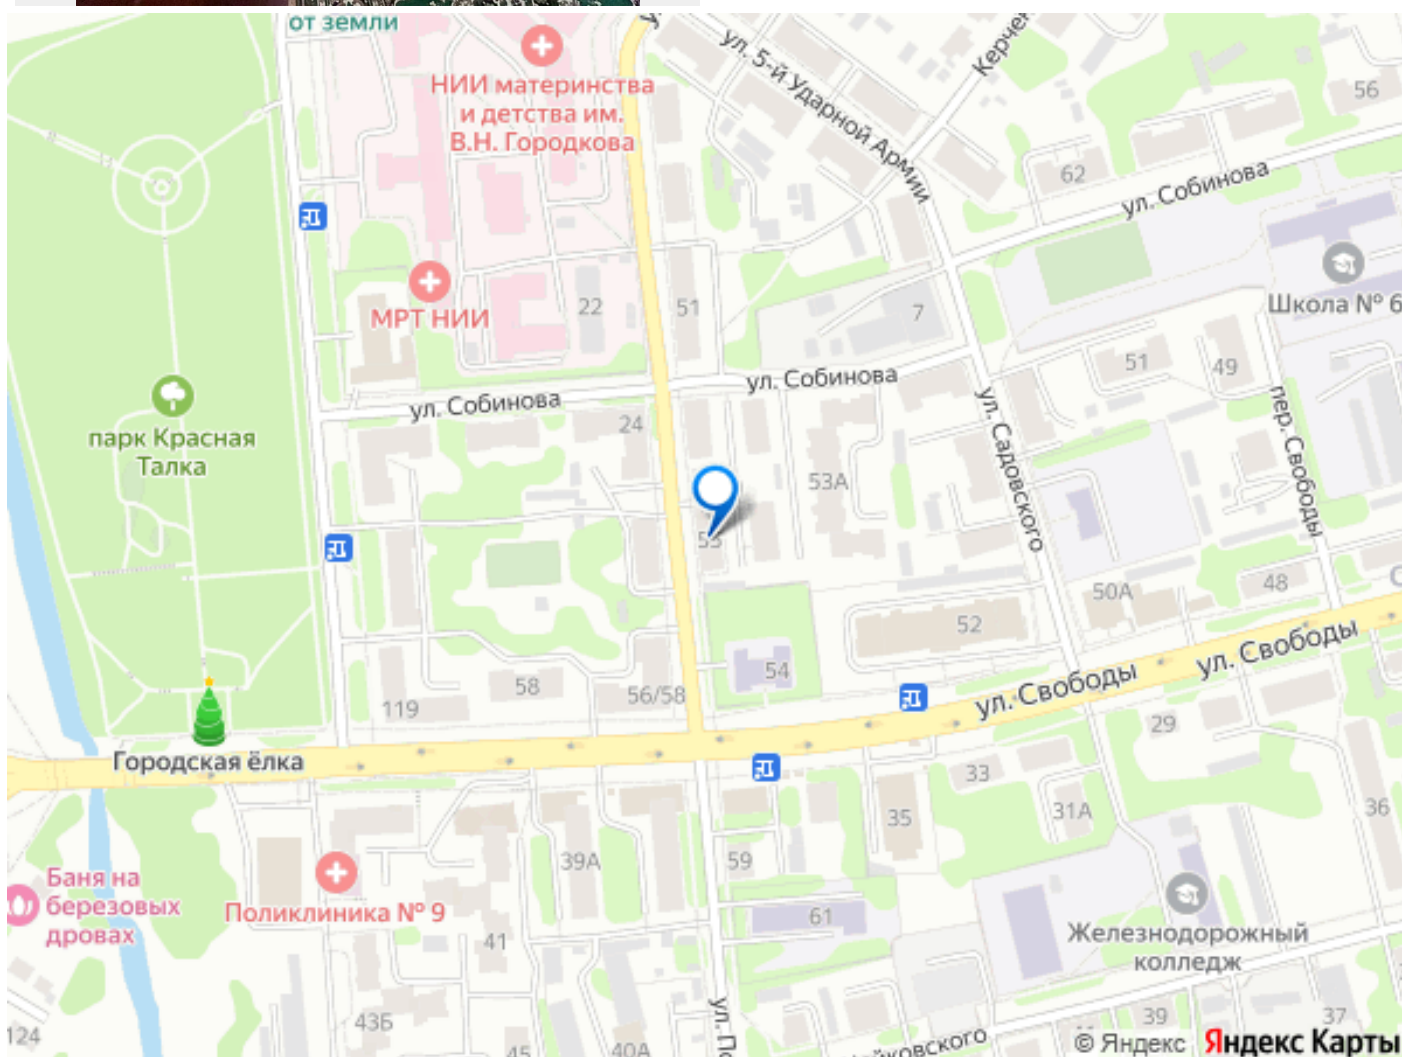 от земли
НИИ материнства
и детства им.
В.Н. Городкова
ул. 5-й Ударной Армии
56
62
ул. Собинова
Школа № 6
МРТ НИИ
22
51
7
51
49
ул. Собинова
ул. Собинова
24
парк Красная
Талка
53А
ул. Садовского
пер. Свободы
53
50А
48
52
54
ул. Свободы
ул. Свободы
58
56/58
119
29
Городская ёлка
33
31А
36
35
39А
59
Баня на
березовых
дровах
Поликлиника № 9
61
41
Железнодорожный
колледж
124
43Б
45
40А
39
37
© Яндекс Яндекс Карты